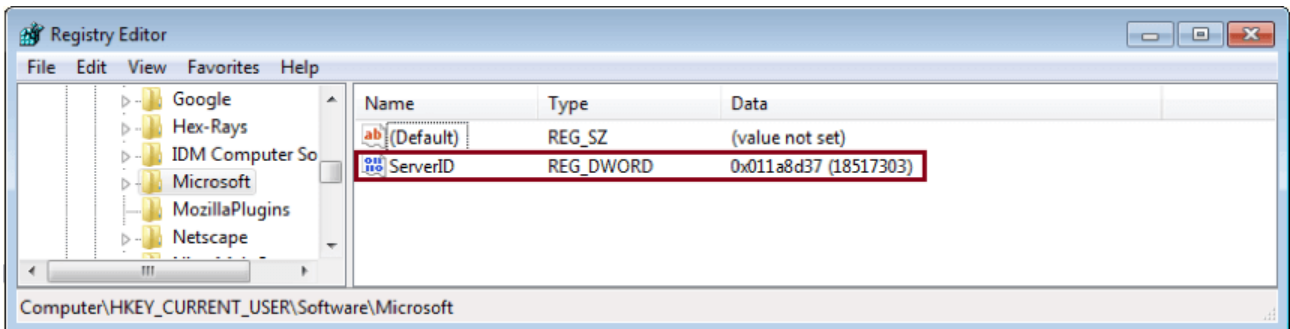 Registry Editor
File Edit View Favorites Help
Google
Hex-Rays
IDM Computer So
Microsoft
MozillaPlugins
Netscape
Name Type Data
(Default) REG_SZ (value not set)
ServerID REG_DWORD 0x011a8d37 (18517303)
Computer\HKEY_CURRENT_USER\Software\Microsoft